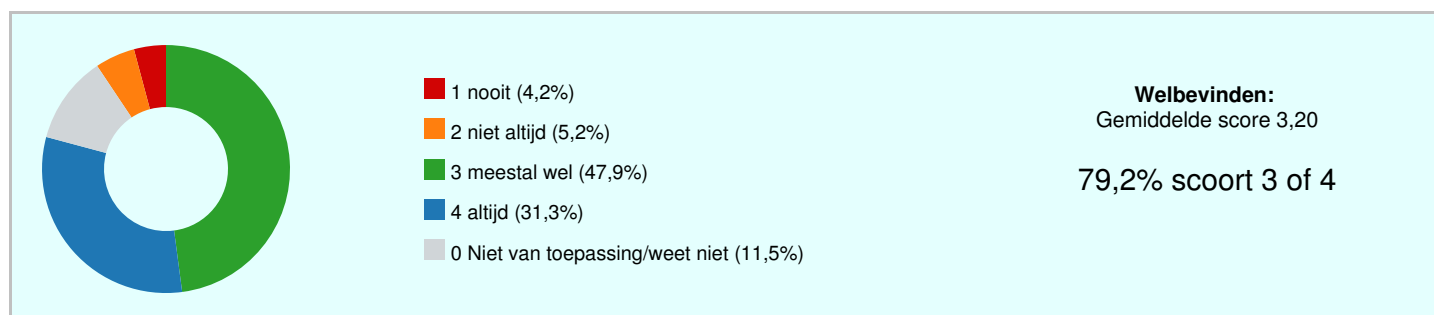 1 nooit (4,2%)
2 niet altijd (5,2%)
3 meestal wel (47,9%)
4 altijd (31,3%)
0 Niet van toepassing/weet niet (11,5%)
Welbevinden:
Gemiddelde score 3,20
79,2% scoort 3 of 4